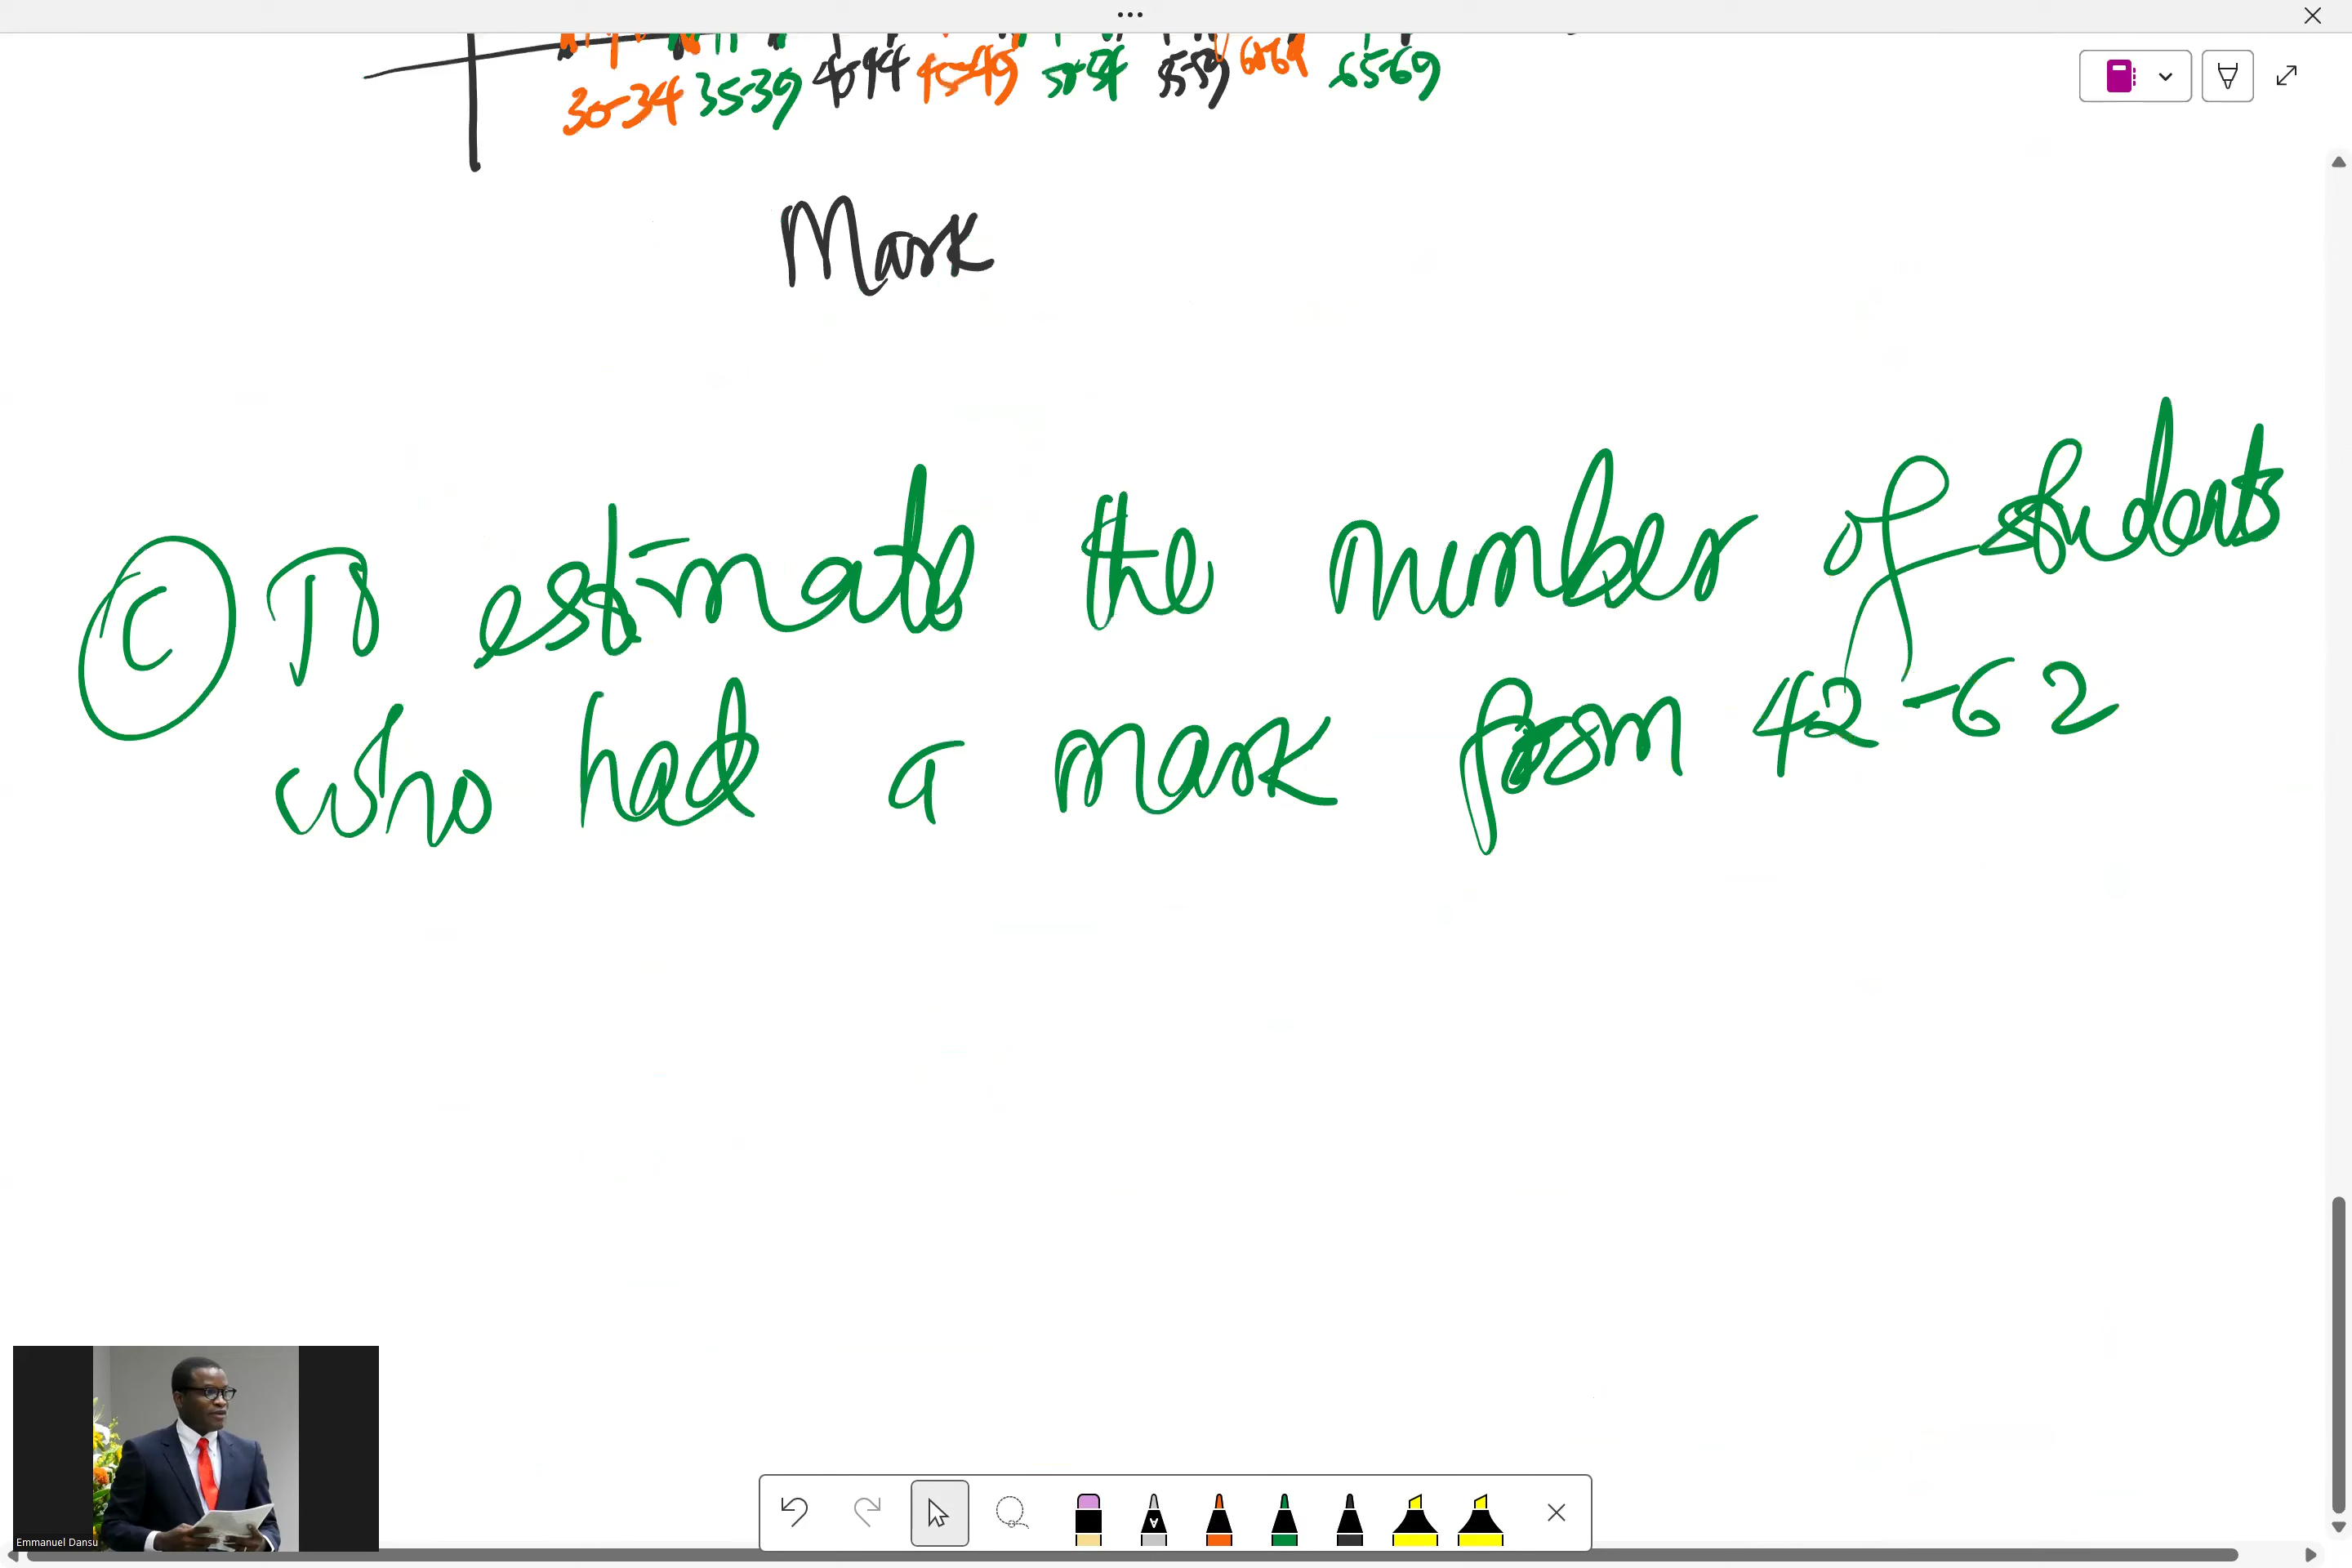 30-34 35-39 40-44 45-49 50-54 55-59 60-64 65-69
Mark
C To estimate the number of students
who had a mark from 42-62
Emmanuel Dansu